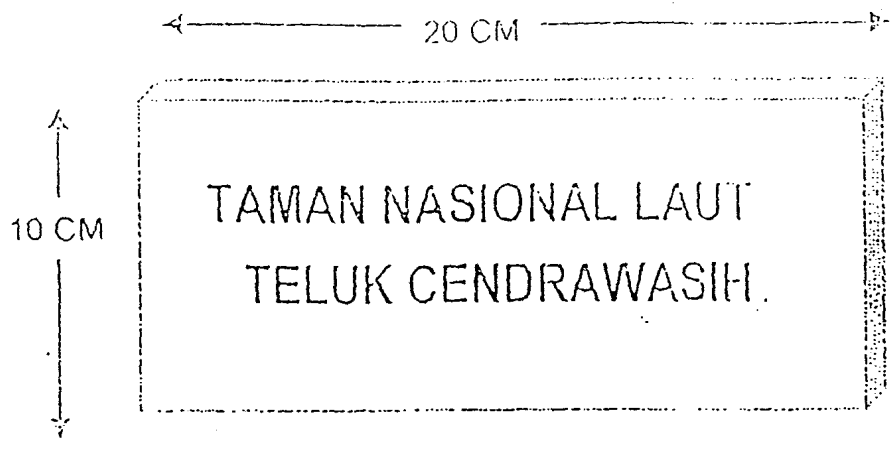 20 CM
10 CM
TAMAN NASIONAL LAUT
TELUK CENDRAWASIH.